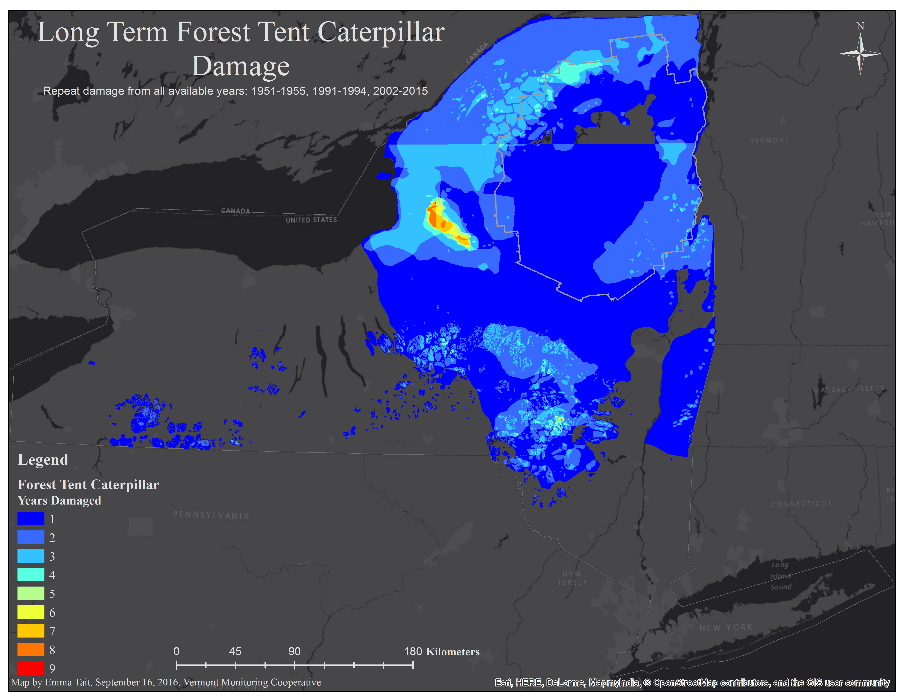 Long Term Forest Tent Caterpillar
Damage
Repeat damage from all available years: 1951-1955, 1991-1994, 2002-2015
N
CANADA
VERMONT
NEW
HAMPSHIRE
CANADA
UNITED STATES
MASSACHUSETTS
Legend
Forest Tent Caterpillar
Years Damaged
1
2
3
4
5
6
7
8
9
PENNSYLVANIA
CONNECTICUT
NEW
JERSEY
Long
Island
Sound
NEW YORK
0 45 90 180 Kilometers
Map by Emma Tait, September 16, 2016, Vermont Monitoring Cooperative
Esri, HERE, DeLorme, MapmyIndia, © OpenStreetMap contributors, and the GIS user community